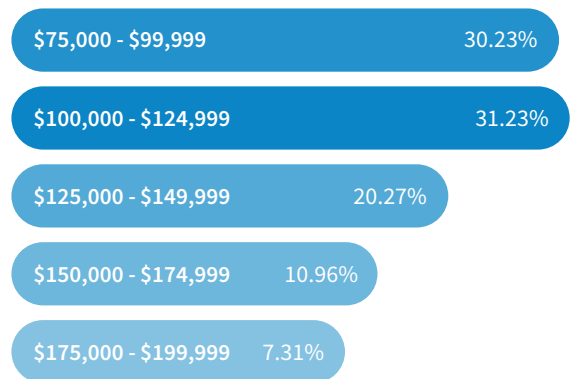 $75,000 - $99,999 30.23%
$100,000 - $124,999 31.23%
$125,000 - $149,999 20.27%
$150,000 - $174,999 10.96%
$175,000 - $199,999 7.31%